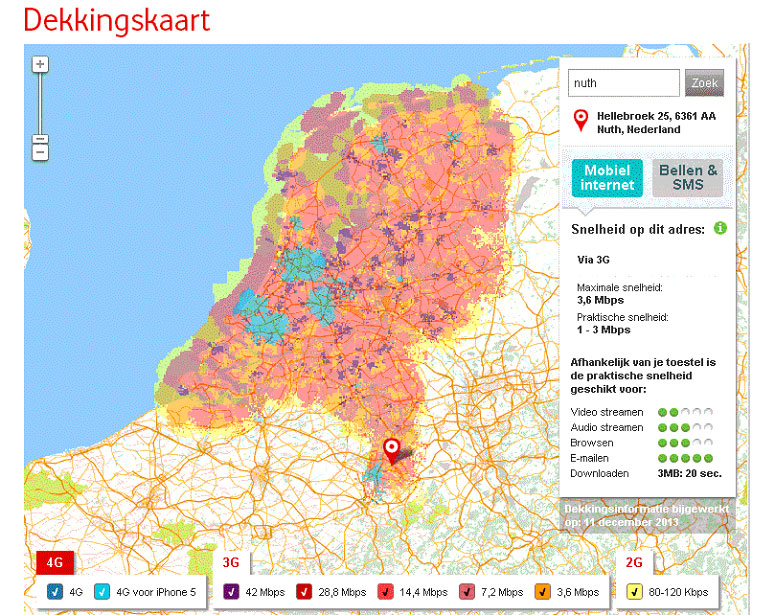 Dekkingskaart
nuth
Zoek
Hellebroek 25, 6361 AA
Nuth, Nederland
Mobiel
internet
Bellen &
SMS
Snelheid op dit adres:
Via 3G
Maximale snelheid:
3,6 Mbps
Praktische snelheid:
1 - 3 Mbps
Afhankelijk van je toestel is
de praktische snelheid
geschikt voor:
Video streamen
Audio streamen
Browsen
E-mailen
Downloaden 3MB: 20 sec.
Dekkingsinformatie bijgewerkt
op: 11 december 2013
4G 3G 2G
4G 4G voor iPhone 5 42 Mbps 28,8 Mbps 14,4 Mbps 7,2 Mbps 3,6 Mbps 80-120 Kbps